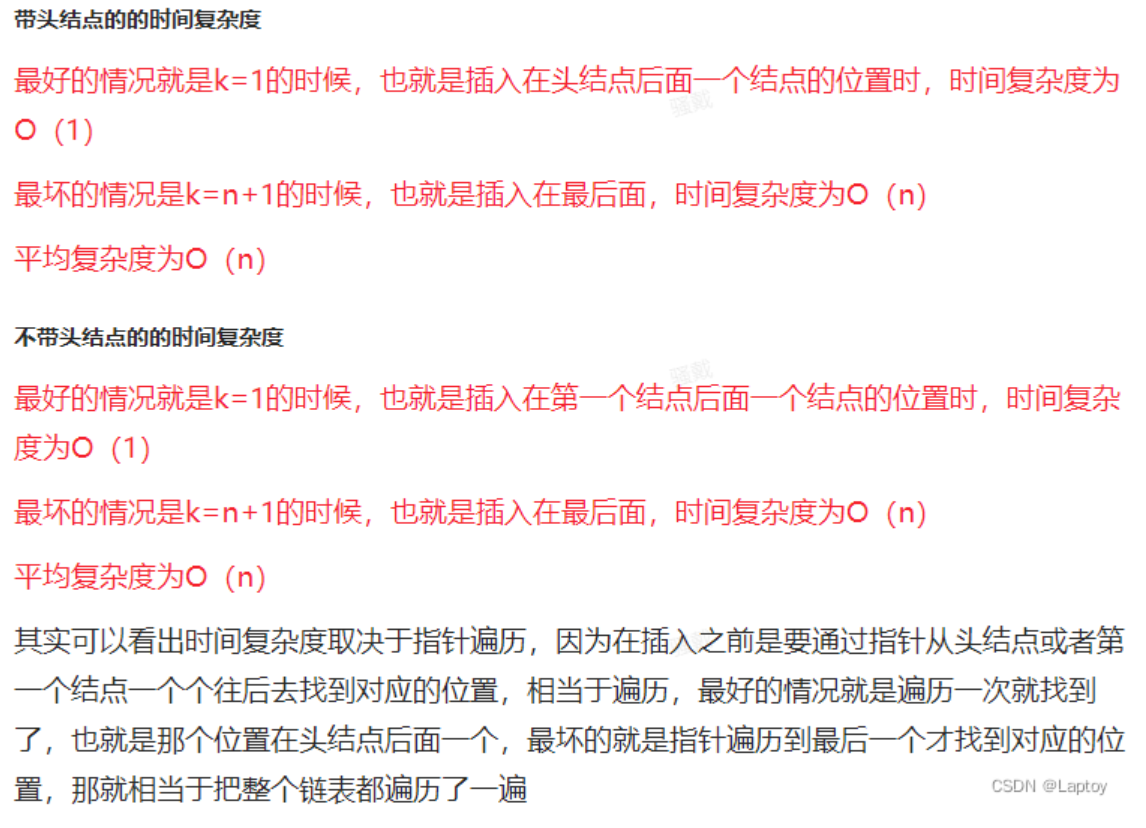 带头结点的的时间复杂度
最好的情况就是k=1的时候，也就是插入在头结点后面一个结点的位置时，时间复杂度为
O（1）
骚戴
最坏的情况是k=n+1的时候，也就是插入在最后面，时间复杂度为O（n）
平均复杂度为O（n）
不带头结点的的时间复杂度
骚戴
最好的情况就是k=1的时候，也就是插入在第一个结点后面一个结点的位置时，时间复杂
度为O（1）
最坏的情况是k=n+1的时候，也就是插入在最后面，时间复杂度为O（n）
平均复杂度为O（n）
其实可以看出时间复杂度取决于指针遍历，因为在插入之前是要通过指针从头结点或者第
一个结点一个个往后去找到对应的位置，相当于遍历，最好的情况就是遍历一次就找到
了，也就是那个位置在头结点后面一个，最坏的就是指针遍历到最后一个才找到对应的位
置，那就相当于把整个链表都遍历了一遍
CSDN @Laptoy